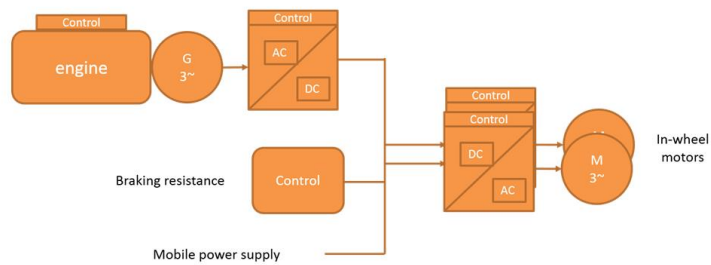 Control
engine
G
3~
Control
AC
DC
Braking resistance
Control
Mobile power supply
Control
Control
DC
AC
M
3~
In-wheel
motors